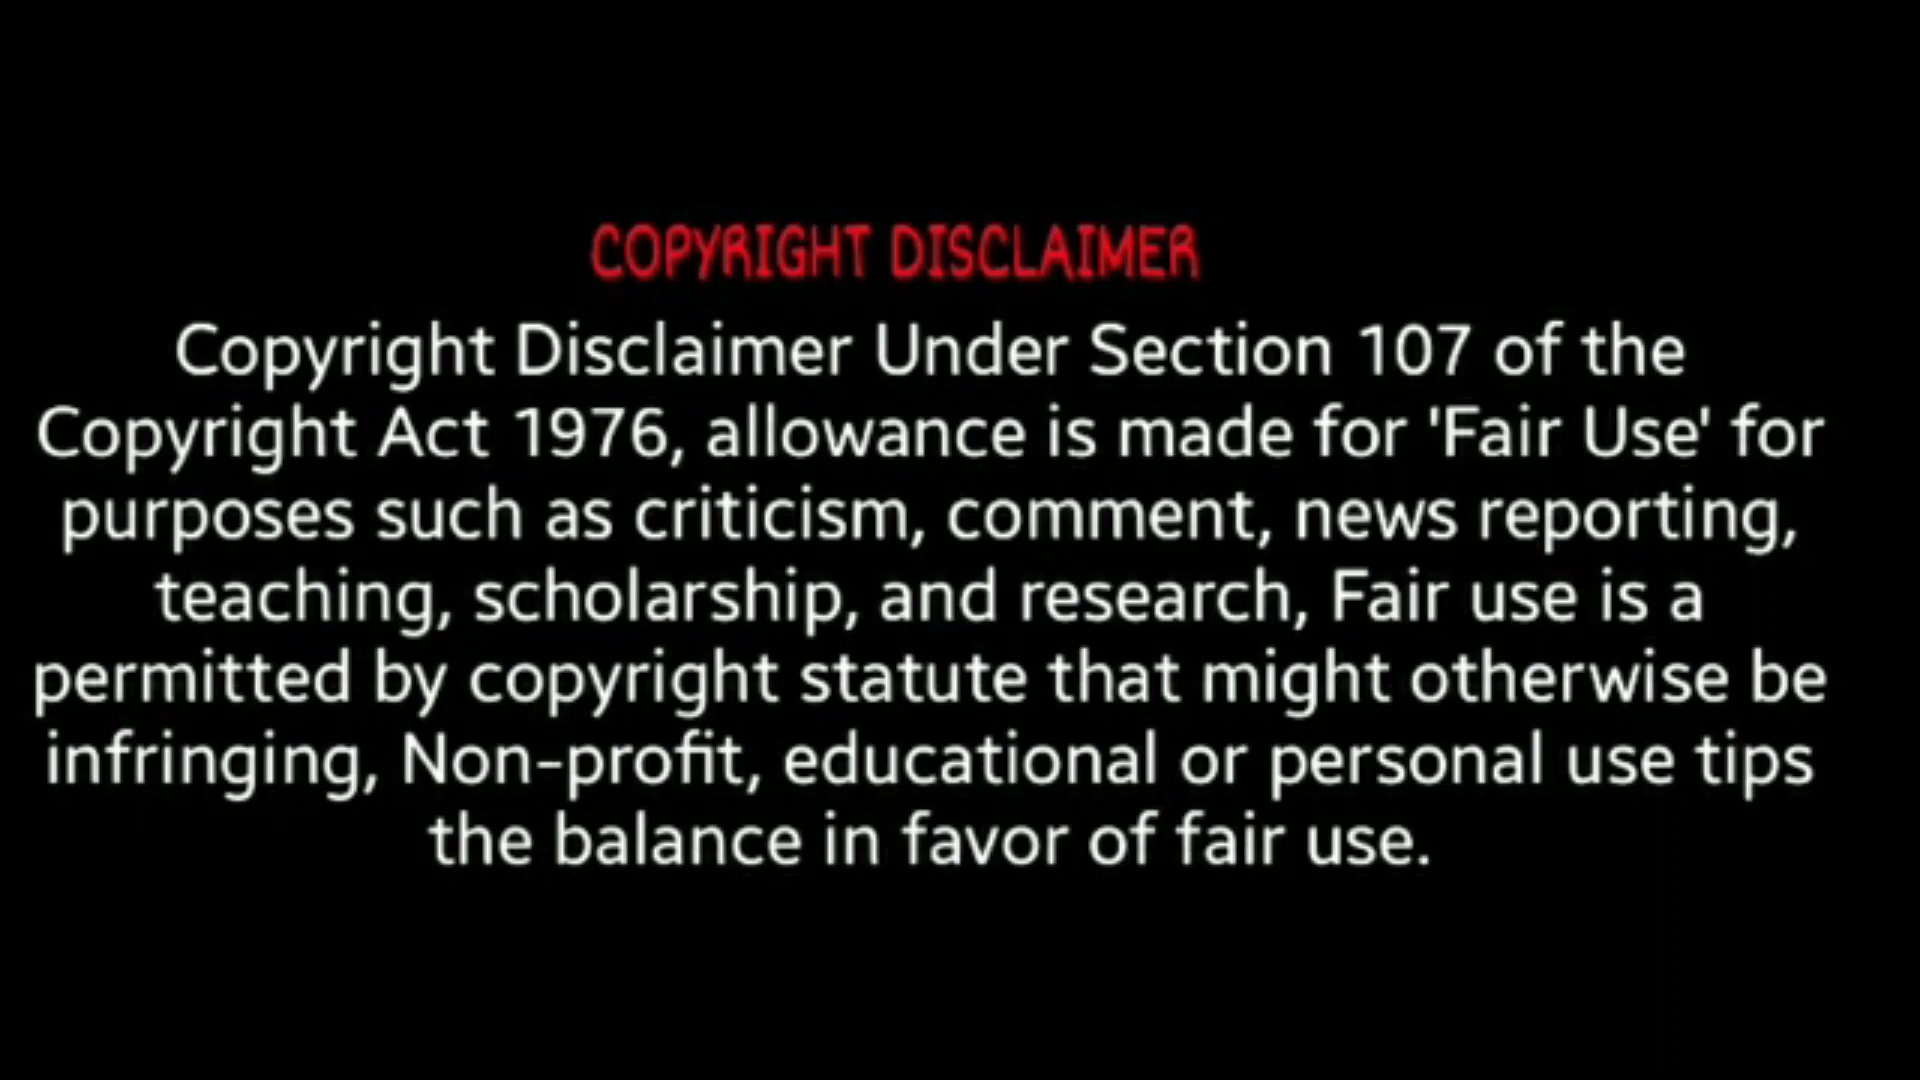 COPYRIGHT DISCLAIMER
Copyright Disclaimer Under Section 107 of the
Copyright Act 1976, allowance is made for 'Fair Use' for
purposes such as criticism, comment, news reporting,
teaching, scholarship, and research, Fair use is a
permitted by copyright statute that might otherwise be
infringing, Non-profit, educational or personal use tips
the balance in favor of fair use.